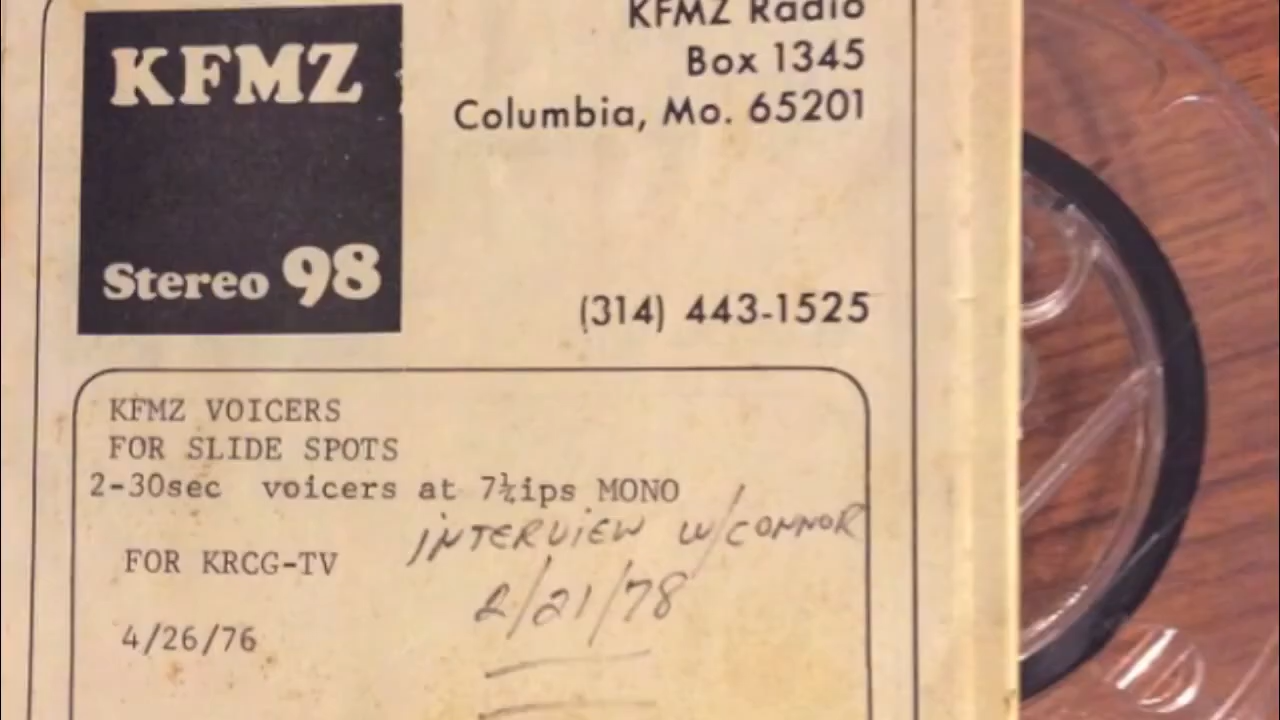 KFMZ
Stereo 98
KFMZ Radio
Box 1345
Columbia, Mo. 65201
(314) 443-1525
KFMZ VOICERS
FOR SLIDE SPOTS
2-30sec voicers at 7½ips MONO
INTERVIEW W/CONNOR
FOR KRCG-TV
2/21/78
4/26/76